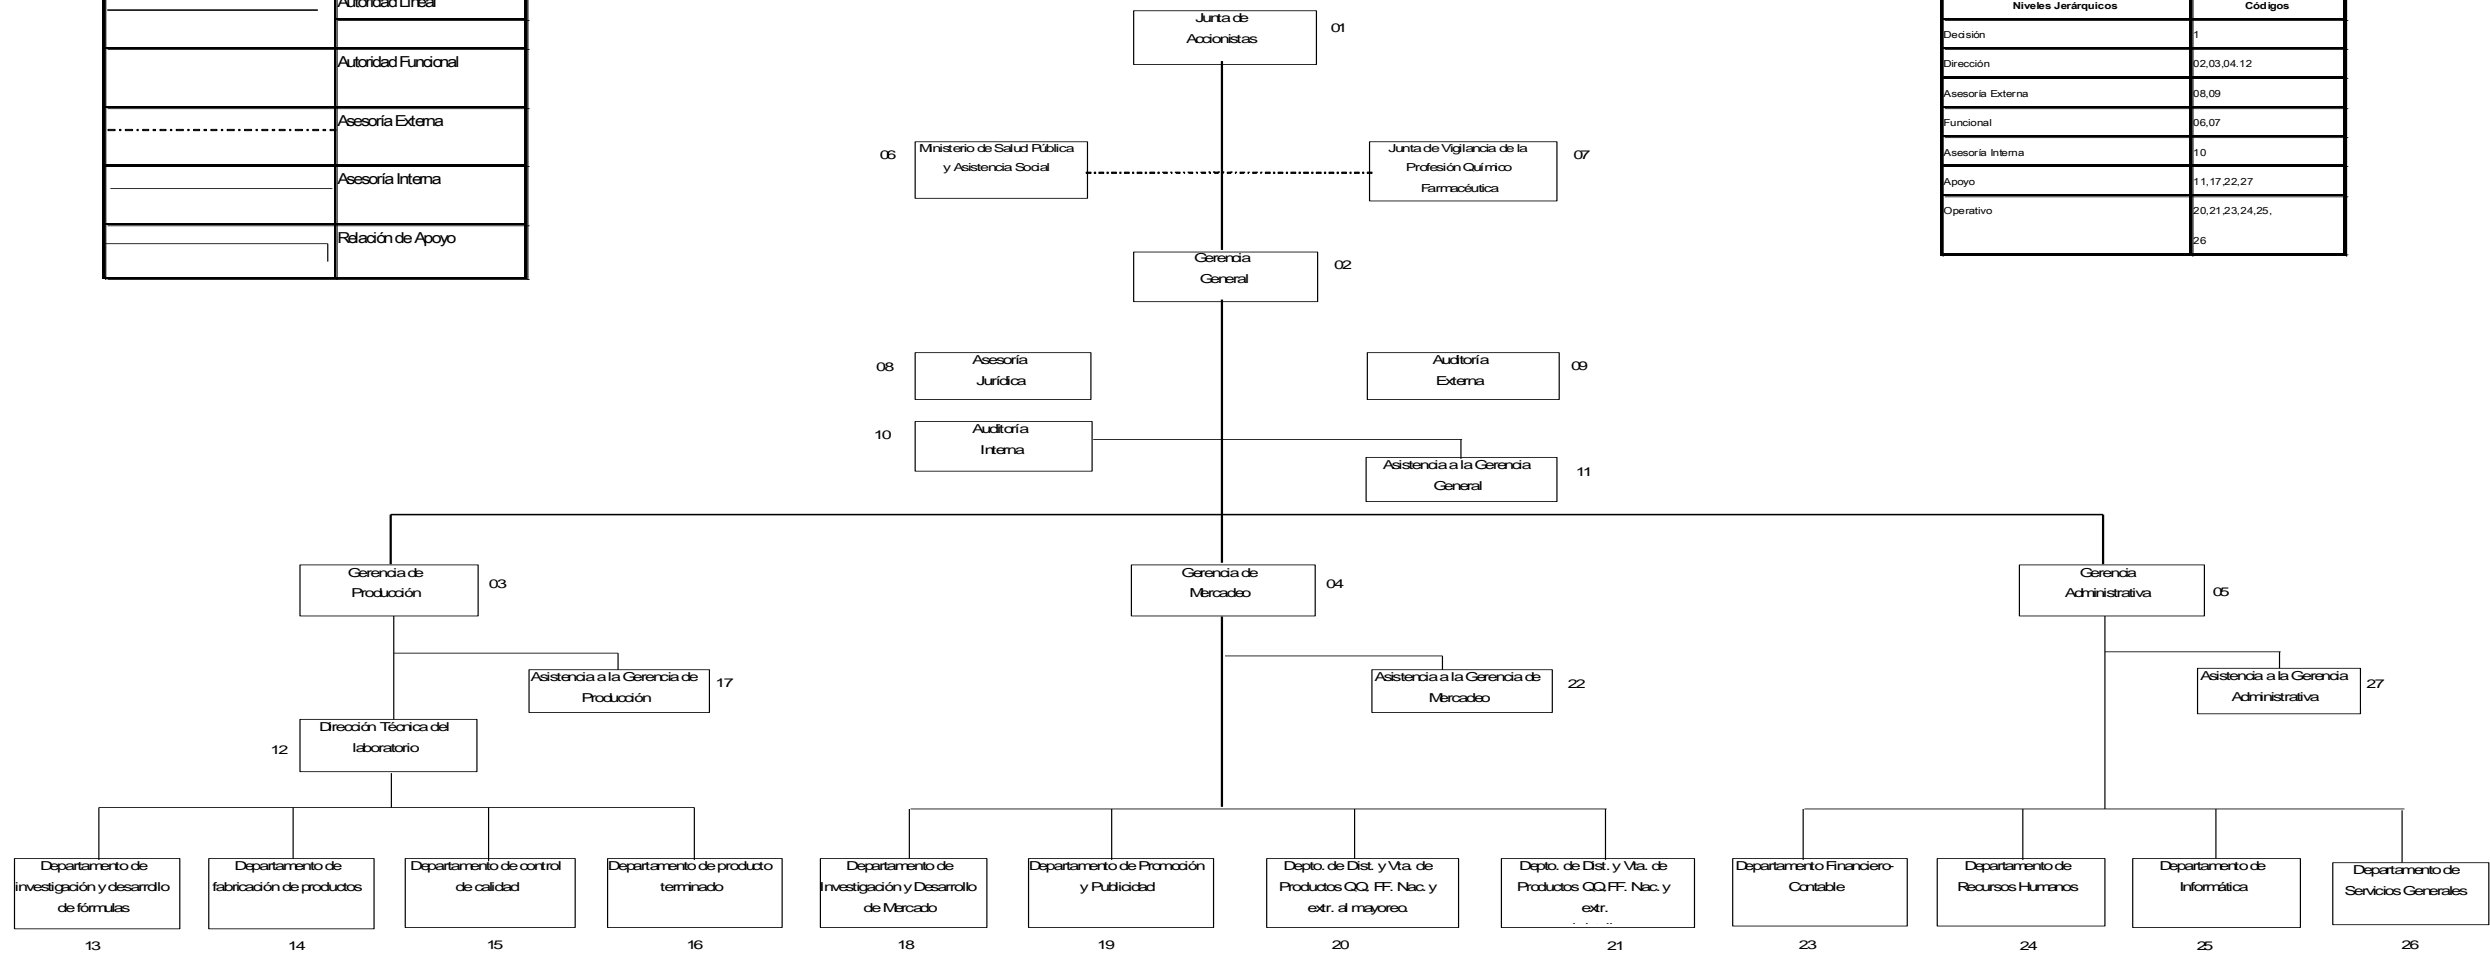 Autoridad Lineal
Autoridad Funcional
Asesoría Externa
Asesoría Interna
Relación de Apoyo
Niveles Jerárquicos Códigos
Decisión 1
Dirección 02,03,04.12
Asesoría Externa 08,09
Funcional 06,07
Asesoría Interna 10
Apoyo 11,17,22,27
Operativo 20,21,23,24,25,
26
Junta de
Accionistas
01
06
Ministerio de Salud Pública
y Asistencia Social
Junta de Vigilancia de la
Profesión Químico
Farmacéutica
07
Gerencia
General
02
08
Asesoría
Jurídica
Auditoría
Externa
09
10
Auditoría
Interna
Asistencia a la Gerencia
General
11
Gerencia de
Producción
03
Gerencia de
Mercadeo
04
Gerencia
Administrativa
05
Asistencia a la Gerencia de
Producción
17
Asistencia a la Gerencia de
Mercadeo
22
Asistencia a la Gerencia
Administrativa
27
12
Dirección Técnica del
laboratorio
Departamento de
investigación y desarrollo
de fórmulas
13
Departamento de
fabricación de productos
14
Departamento de control
de calidad
15
Departamento de producto
terminado
16
Departamento de
Investigación y Desarrollo
de Mercado
18
Departamento de Promoción
y Publicidad
19
Depto. de Dist. y Vta. de
Productos QQ. FF. Nac. y
extr. al mayoreo.
20
Depto. de Dist. y Vta. de
Productos QQ.FF. Nac. y
extr.
21
Departamento Financiero-
Contable
23
Departamento de
Recursos Humanos
24
Departamento de
Informática
25
Departamento de
Servicios Generales
26